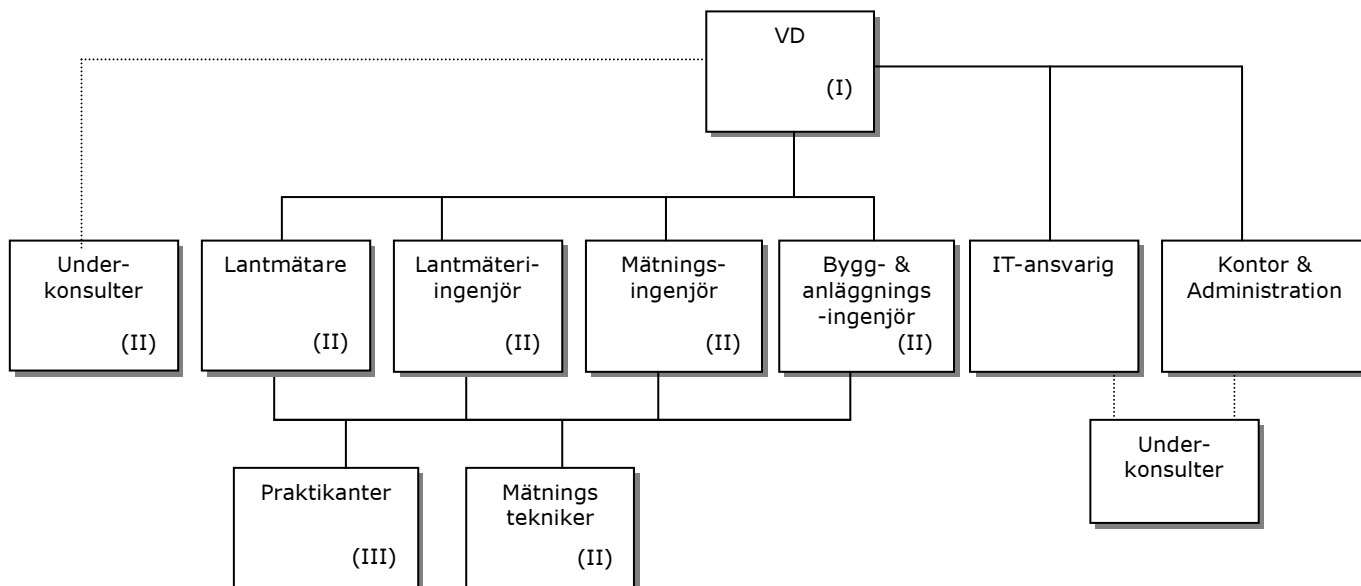 VD
(I)
Under-
konsulter
(II)
Lantmätare
(II)
Lantmäteri-
ingenjör
(II)
Mätnings-
ingenjör
(II)
Bygg- &
anläggnings
-ingenjör
(II)
IT-ansvarig
Kontor &
Administration
Under-
konsulter
Praktikanter
(III)
Mätnings
tekniker
(II)